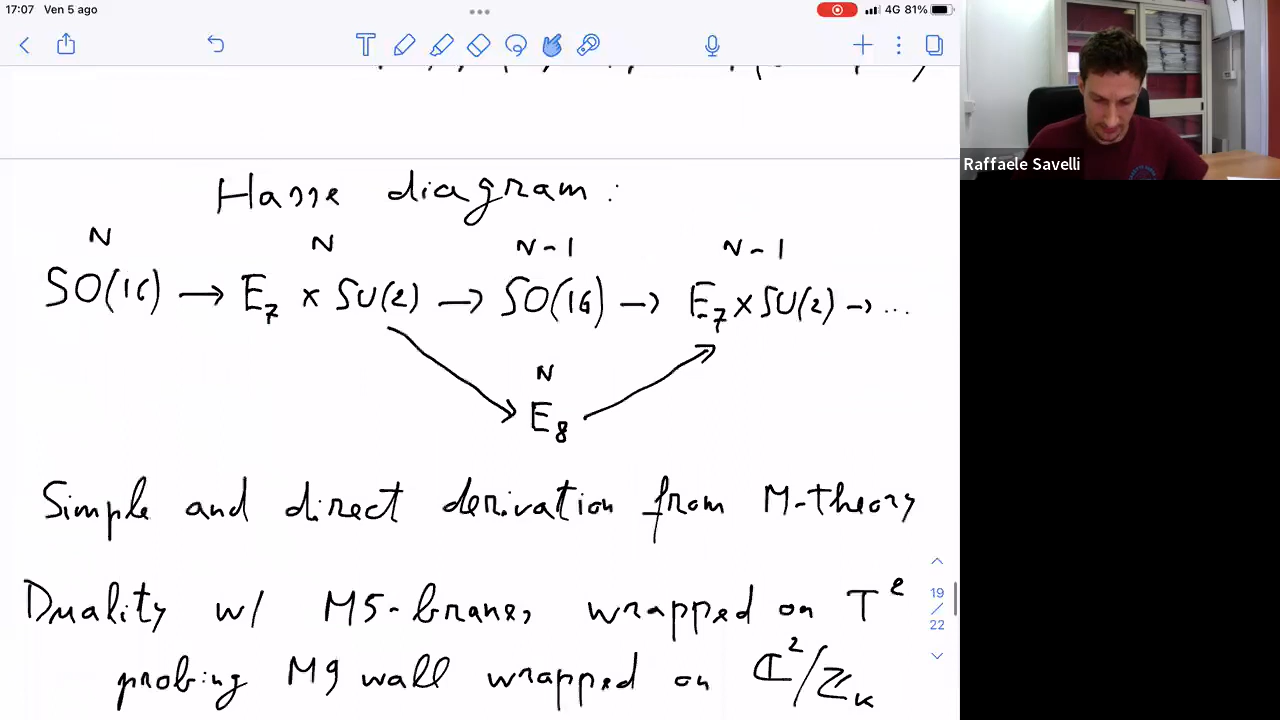 17:07 Ven 5 ago
4G 81%
Raffaele Savelli
Hasse diagram:
N N N-1 N-1
SO(16) → E₇ × SU(2) → SO(16) → E₇ × SU(2) → ...
N
E₈
Simple and direct derivation from M-theory
Duality w/ M5-branes wrapped on T²
probing M9 wall wrapped on ℂ²/ℤₖ
19
/
22